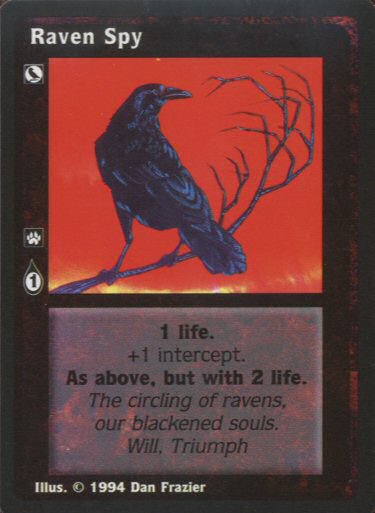 Raven Spy
1
1 life.
+1 intercept.
As above, but with 2 life.
The circling of ravens,
our blackened souls.
Will, Triumph
Illus. © 1994 Dan Frazier